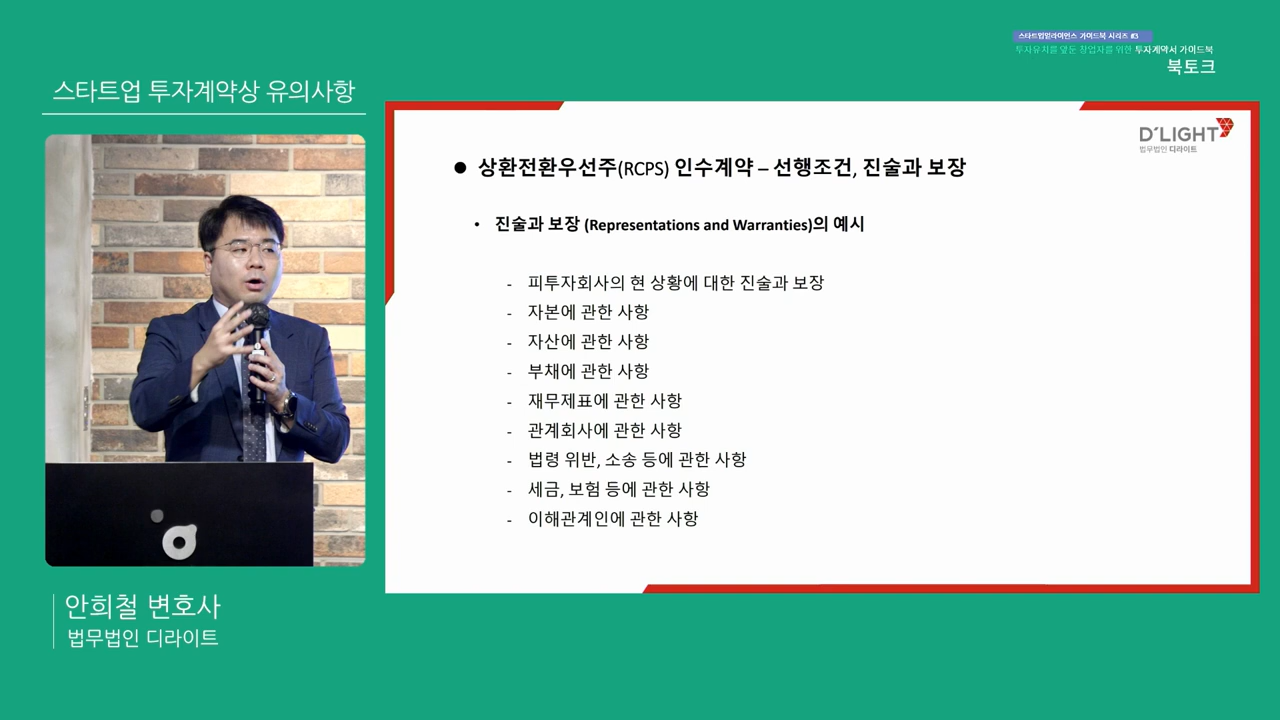 스타트업얼라이언스 가이드북 시리즈 #3
투자유치를 앞둔 창업자를 위한 투자계약서 가이드북
북토크
스타트업 투자계약상 유의사항
D'LIGHT
법무법인 디라이트
● 상환전환우선주(RCPS) 인수계약 – 선행조건, 진술과 보장
• 진술과 보장 (Representations and Warranties)의 예시
- 피투자회사의 현 상황에 대한 진술과 보장
- 자본에 관한 사항
- 자산에 관한 사항
- 부채에 관한 사항
- 재무제표에 관한 사항
- 관계회사에 관한 사항
- 법령 위반, 소송 등에 관한 사항
- 세금, 보험 등에 관한 사항
- 이해관계인에 관한 사항
안희철 변호사
법무법인 디라이트